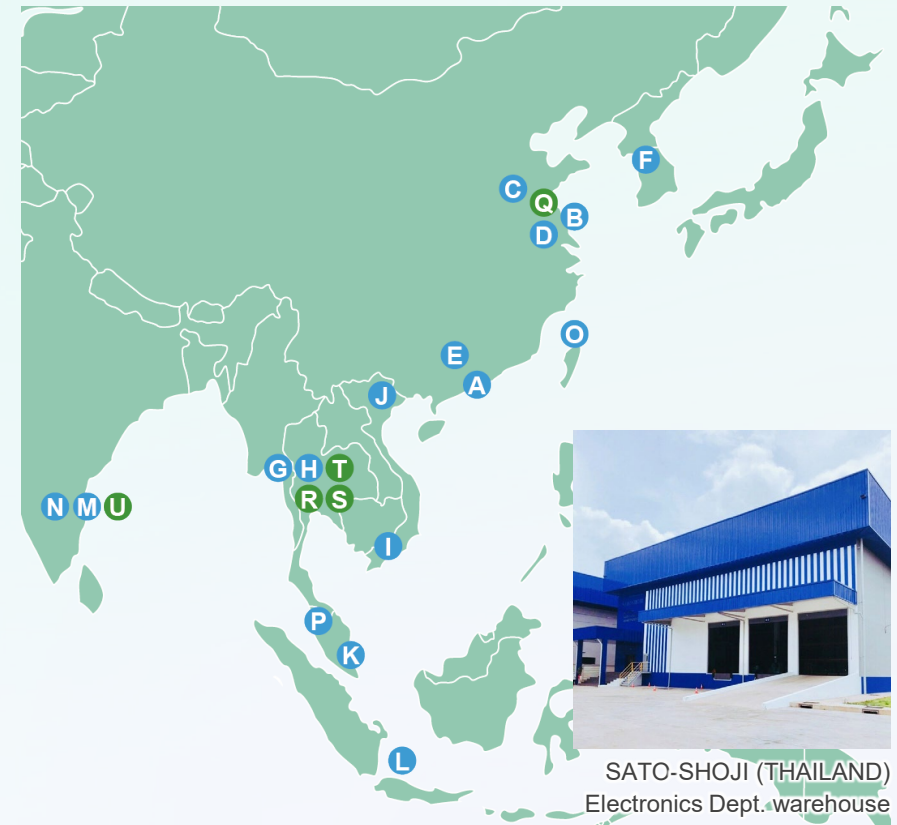 F
C
Q
B
D
O
E
A
J
G H T
R S
N M U
I
P
K
L
SATO-SHOJI (THAILAND)
Electronics Dept. warehouse